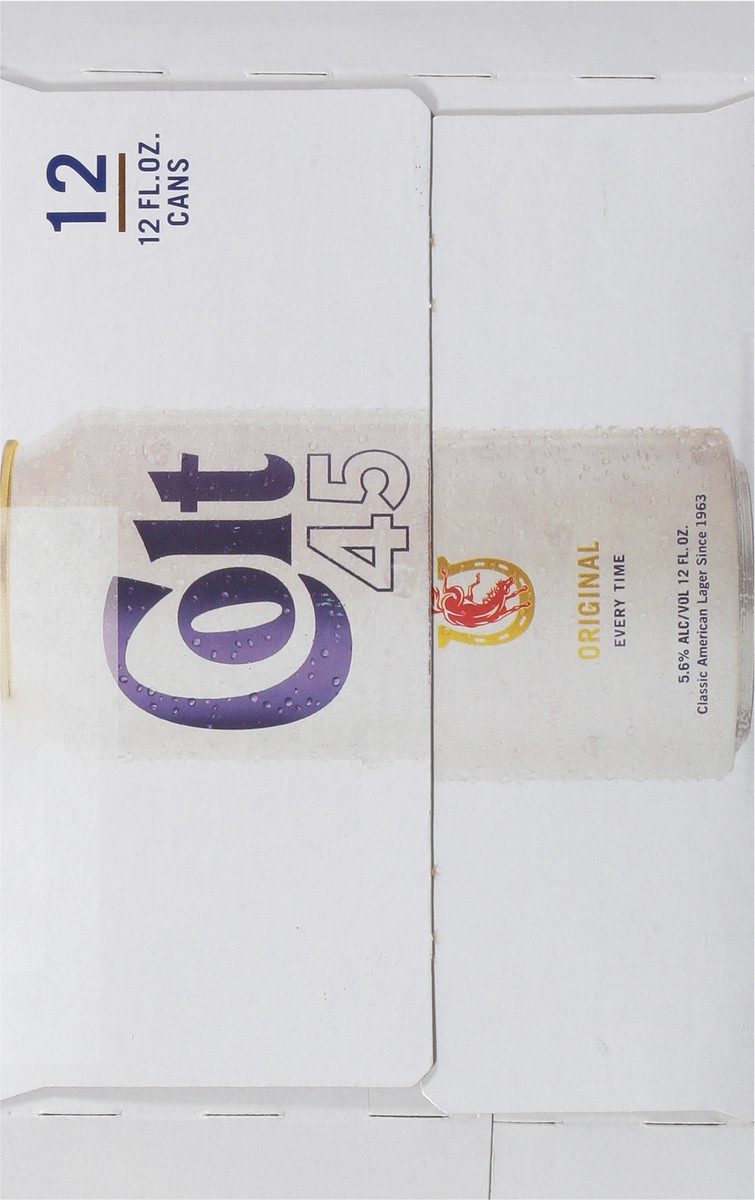 12
12 FL.OZ.
CANS
Colt
45
ORIGINAL
EVERY TIME
5.6% ALC/VOL 12 FL.OZ.
Classic American Lager Since 1963